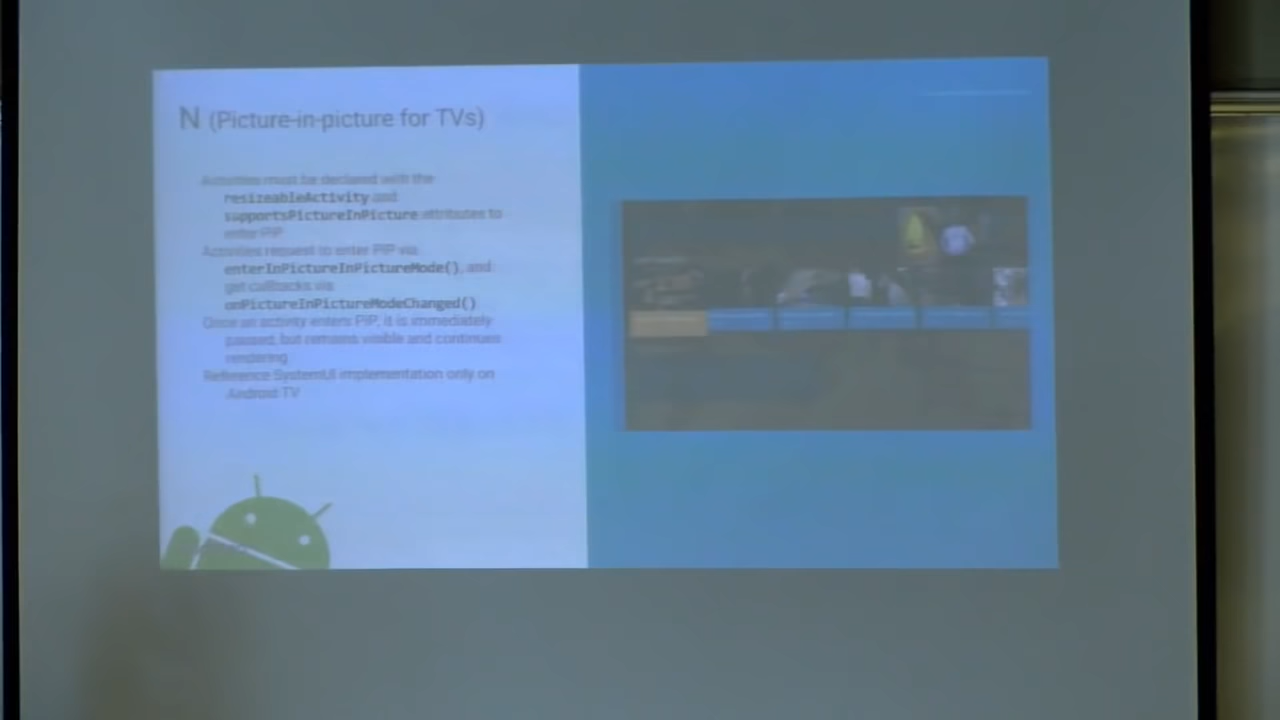 N (Picture-in-picture for TVs)
Activities must be declared with the
resizeableActivity and
supportsPictureInPicture attributes to
enter PiP
Activities request to enter PiP via
enterInPictureInPictureMode(), and
get callbacks via
onPictureInPictureModeChanged()
Once an activity enters PiP, it is immediately
paused, but remains visible and continues
rendering
Reference SystemUI implementation only on
Android TV